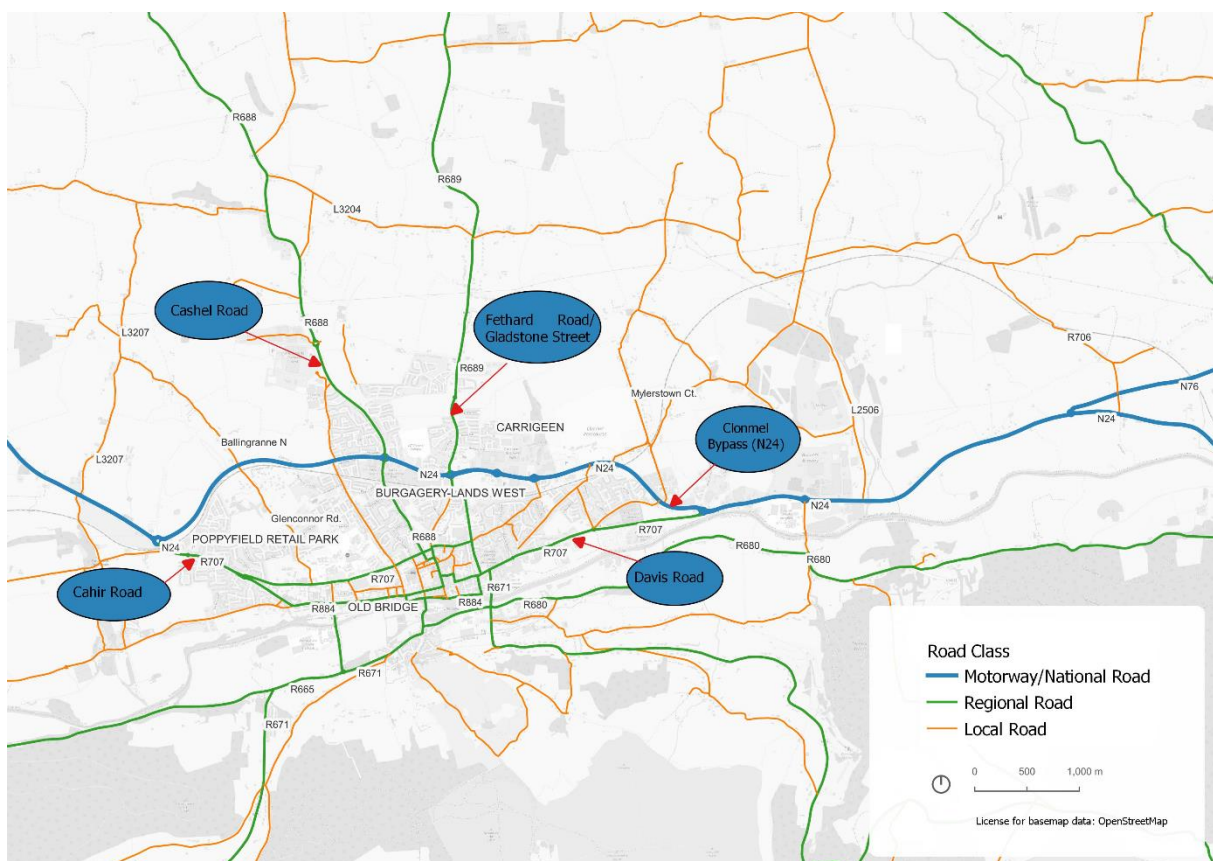 R688
R689
L3204
Cashel Road
Fethard Road/
Gladstone Street
L3207
R688
R706
R689
N76
Mylerstown Ct.
L2506
N24
CARRIGEEN
Clonmel
Bypass (N24)
Ballingranne N
L3207
N24
N24
BURGAGERY-LANDS WEST
N24
Glenconnor Rd.
POPPYFIELD RETAIL PARK
R688
R707
N24
R707
R707
R680
R680
Cahir Road
R707
R671
Davis Road
R884
OLD BRIDGE
R884
R680
R671
R665
R671
Road Class
Motorway/National Road
Regional Road
Local Road
0 500 1,000 m
License for basemap data: OpenStreetMap